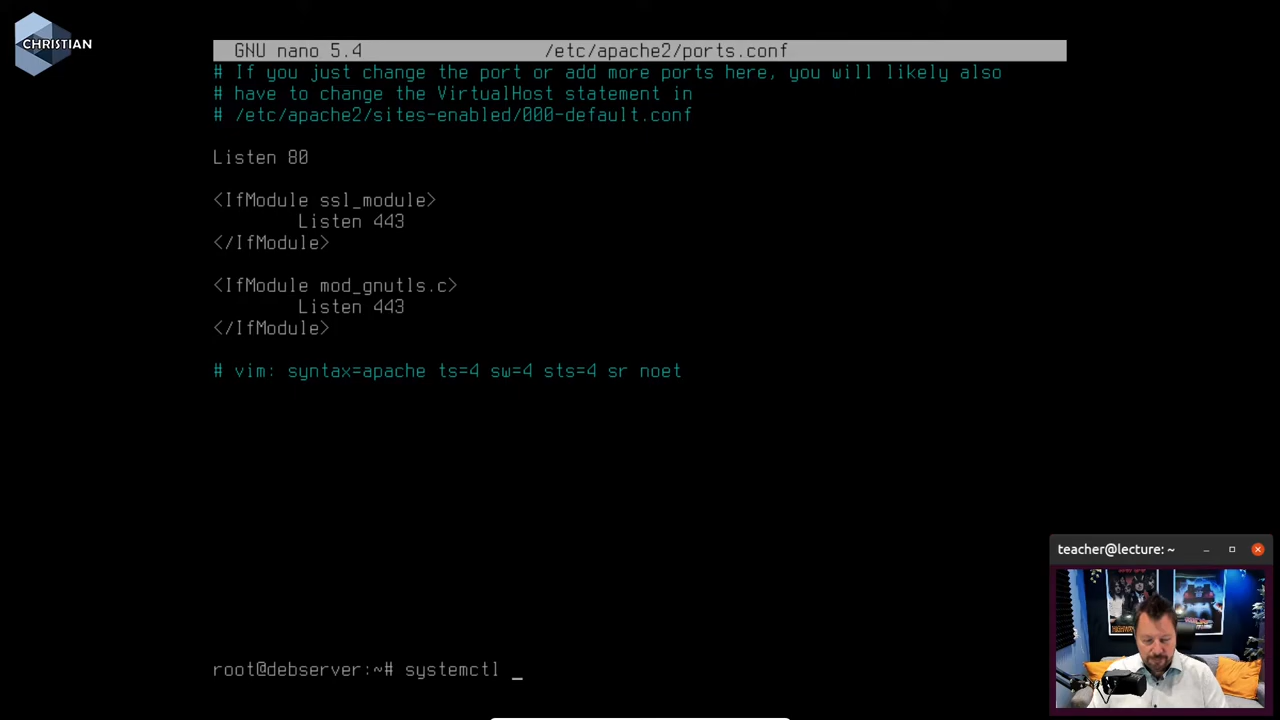 CHRISTIAN
GNU nano 5.4 /etc/apache2/ports.conf
# If you just change the port or add more ports here, you will likely also
# have to change the VirtualHost statement in
# /etc/apache2/sites-enabled/000-default.conf
Listen 80
<IfModule ssl_module>
Listen 443
</IfModule>
<IfModule mod_gnutls.c>
Listen 443
</IfModule>
# vim: syntax=apache ts=4 sw=4 sts=4 sr noet
teacher@lecture: ~
root@debserver:~# systemctl _